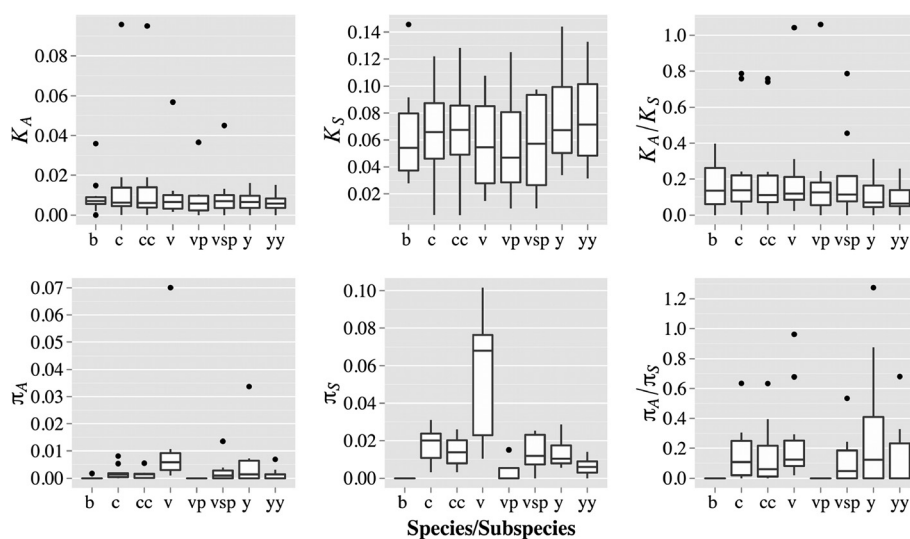 K_A
0.08
0.04
0.00
b c cc v vp vsp y yy
K_S
0.14
0.12
0.10
0.08
0.06
0.04
0.02
b c cc v vp vsp y yy
K_A/K_S
1.0
0.8
0.6
0.4
0.2
0.0
b c cc v vp vsp y yy
π_A
0.07
0.06
0.05
0.04
0.03
0.02
0.01
0.00
b c cc v vp vsp y yy
π_S
0.10
0.08
0.06
0.04
0.02
0.00
b c cc v vp vsp y yy
π_A/π_S
1.2
1.0
0.8
0.6
0.4
0.2
0.0
b c cc v vp vsp y yy
Species/Subspecies